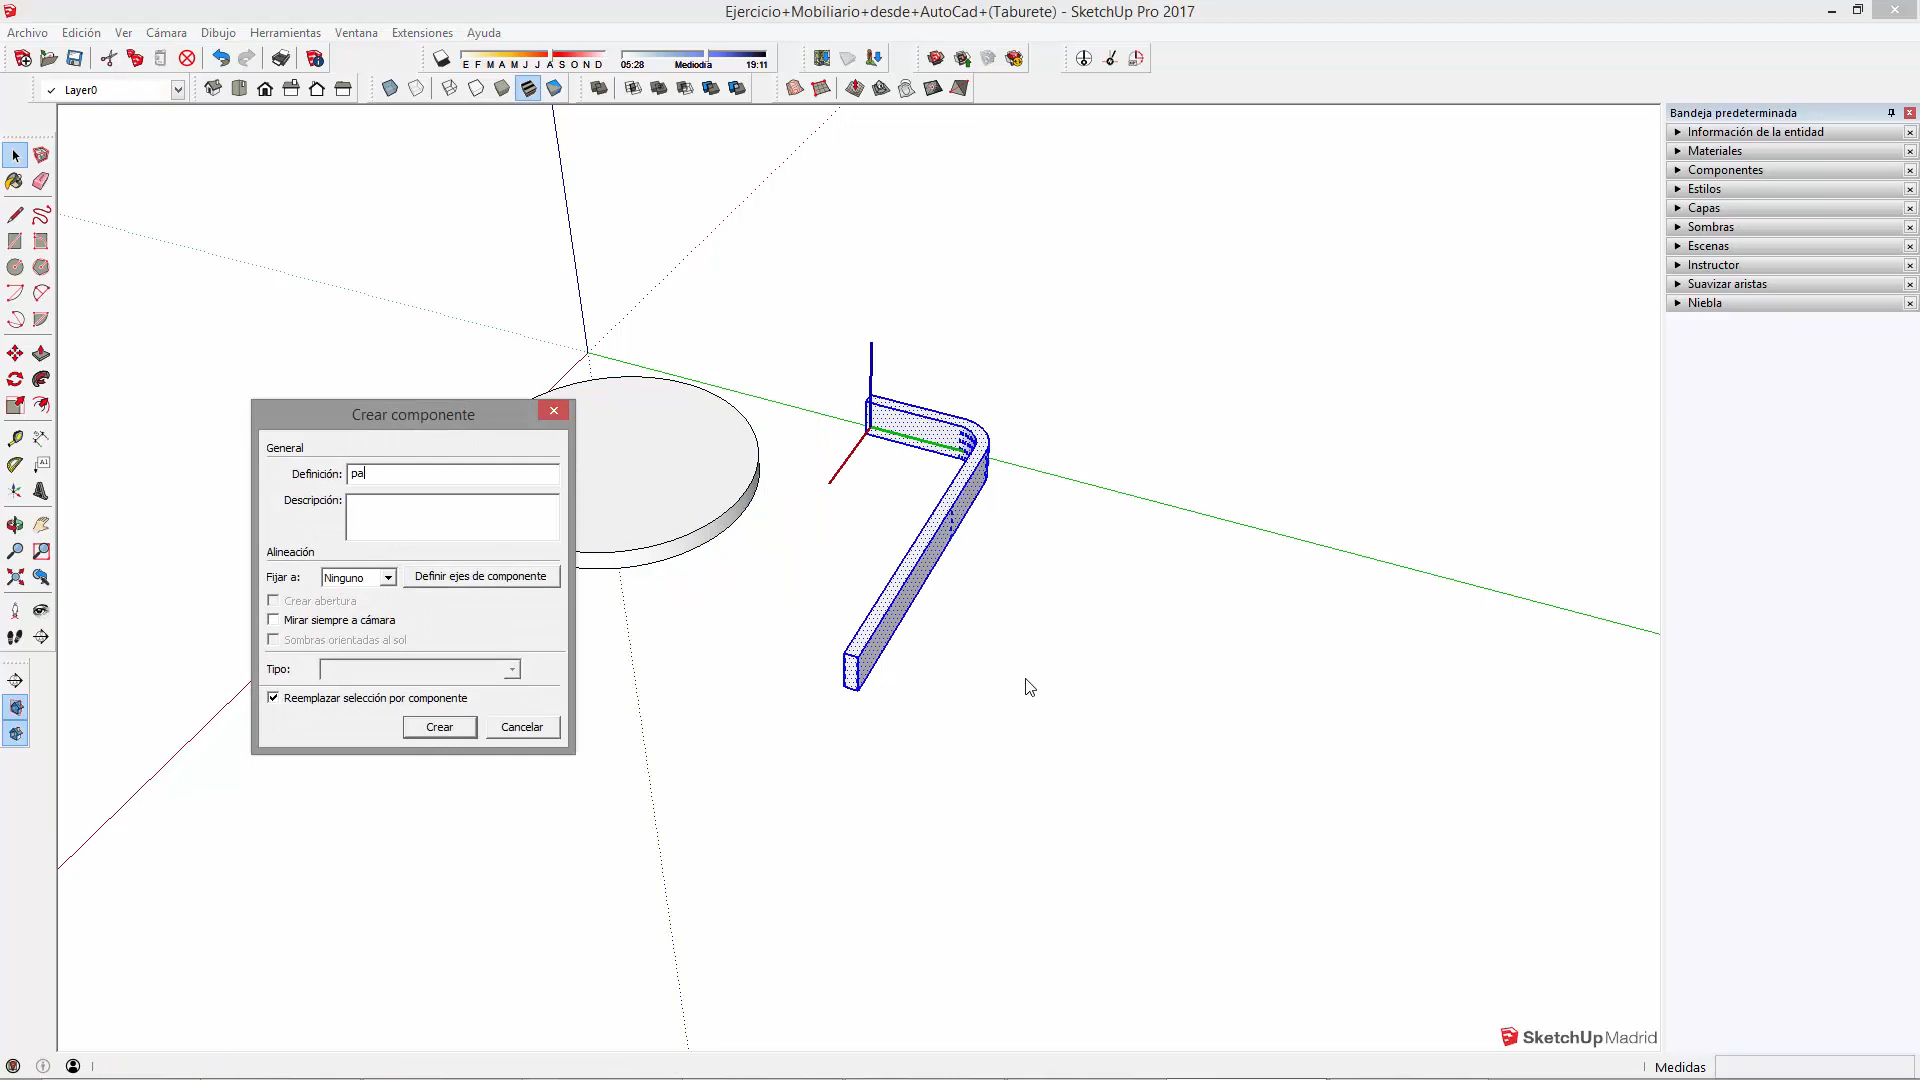 Ejercicio+Mobiliario+desde+AutoCad+(Taburete) - SketchUp Pro 2017
Archivo Edición Ver Cámara Dibujo Herramientas Ventana Extensiones Ayuda
E F M A M J J A S O N D 05:28 Mediodía 19:11
Layer0
Bandeja predeterminada
Información de la entidad
Materiales
Componentes
Estilos
Capas
Sombras
Escenas
Instructor
Suavizar aristas
Niebla
Crear componente
General
Definición: pa
Descripción:
Alineación
Fijar a: Ninguno Definir ejes de componente
Crear abertura
Mirar siempre a cámara
Sombras orientadas al sol
Tipo:
Reemplazar selección por componente
Crear Cancelar
SketchUpMadrid
Medidas